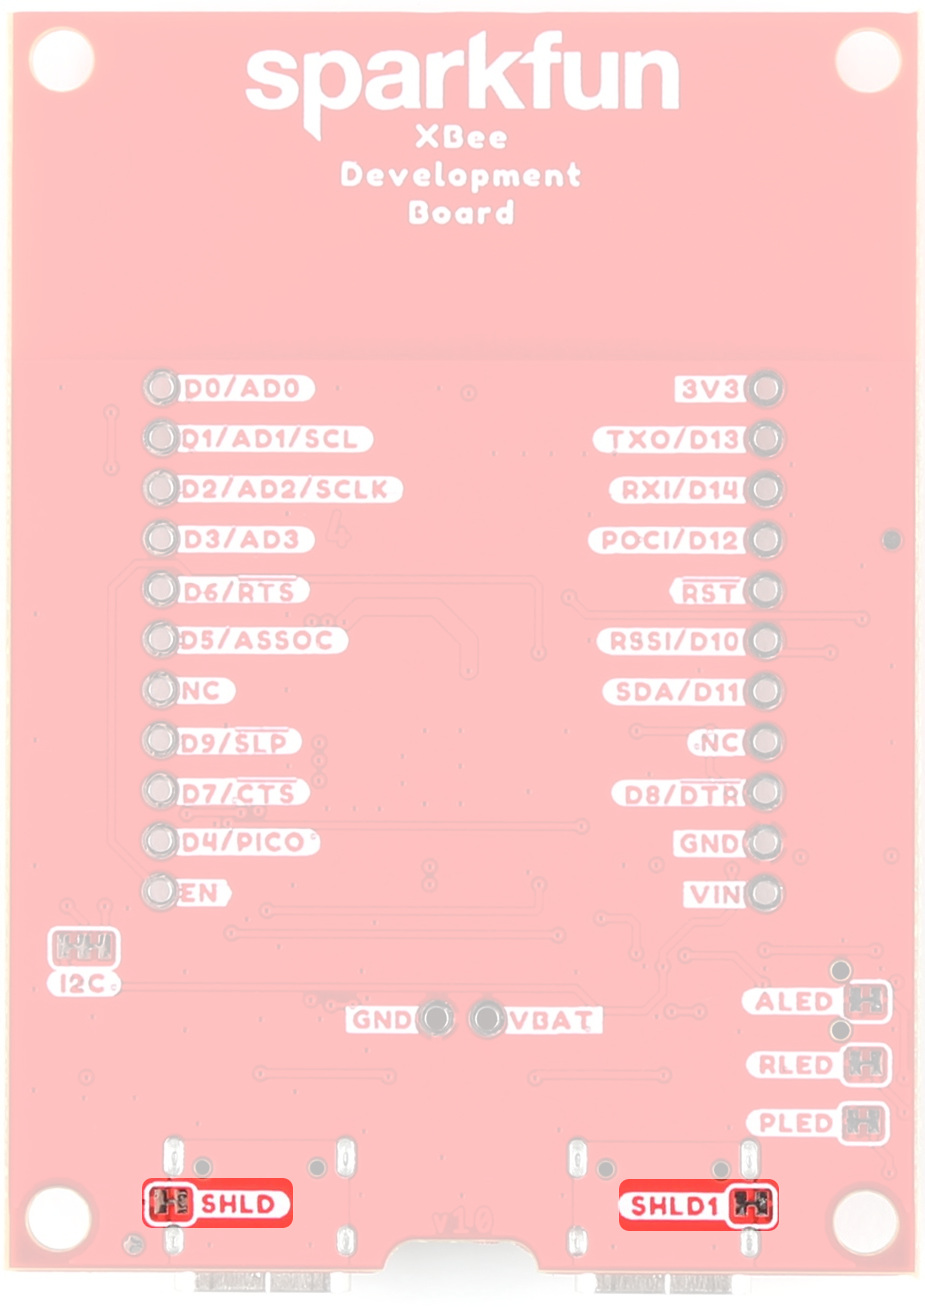 sparkfun
XBee
Development
Board
D0/AD0
D1/AD1/SCL
D2/AD2/SCLK
D3/AD3
D6/RTS
D5/ASSOC
NC
D9/SLP
D7/CTS
D4/PICO
EN
3V3
TXO/D13
RXI/D14
POCI/D12
RST
RSSI/D10
SDA/D11
NC
D8/DTR
GND
VIN
I2C
GND
VBAT
ALED
RLED
PLED
SHLD
SHLD1
v10
4